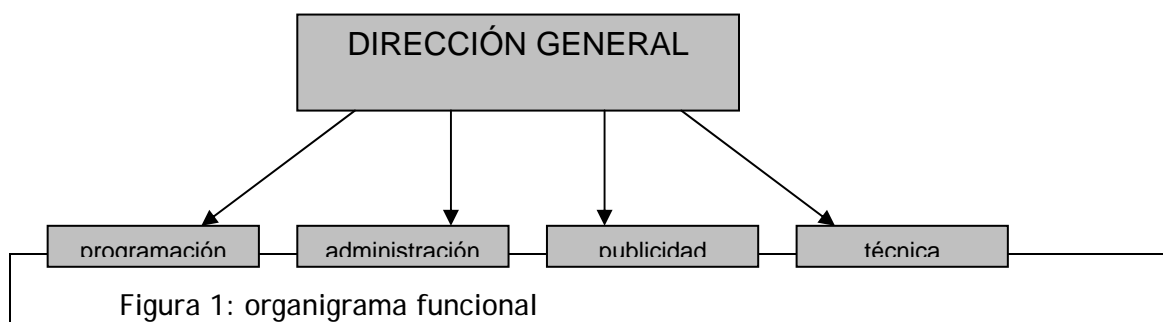 DIRECCIÓN GENERAL
programación administración publicidad técnica
Figura 1: organigrama funcional